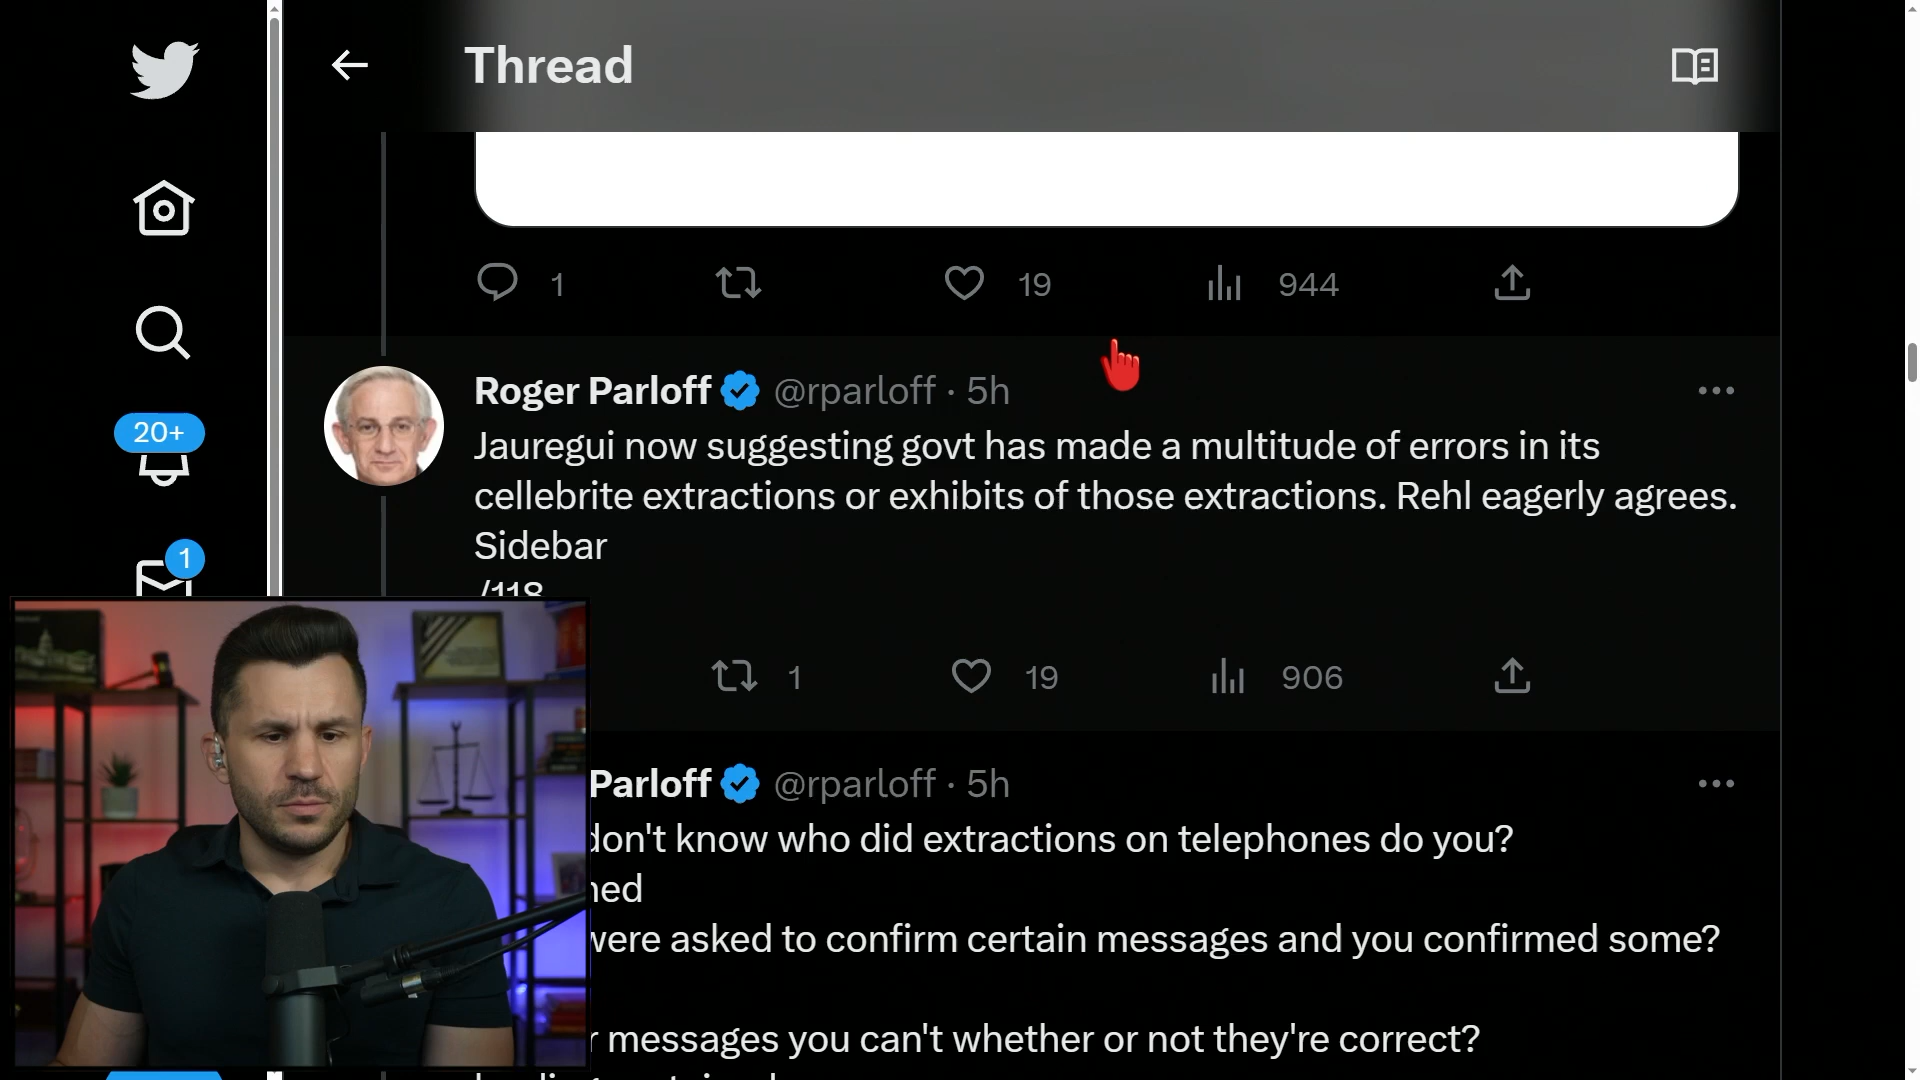 Thread
1
19
944
Roger Parloff @rparloff · 5h
Jauregui now suggesting govt has made a multitude of errors in its
cellebrite extractions or exhibits of those extractions. Rehl eagerly agrees.
Sidebar
/118
20+
1
1
19
906
Parloff @rparloff · 5h
don't know who did extractions on telephones do you?
were asked to confirm certain messages and you confirmed some?
messages you can't whether or not they're correct?